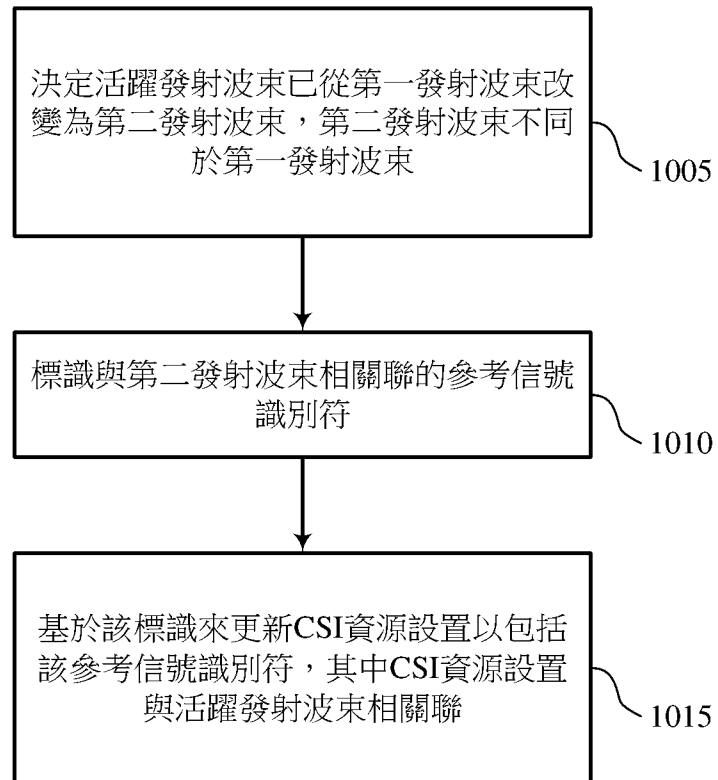 決定活躍發射波束已從第一發射波束改
變為第二發射波束，第二發射波束不同
於第一發射波束
1005
標識與第二發射波束相關聯的參考信號
識別符
1010
基於該標識來更新CSI資源設置以包括
該參考信號識別符，其中CSI資源設置
與活躍發射波束相關聯
1015